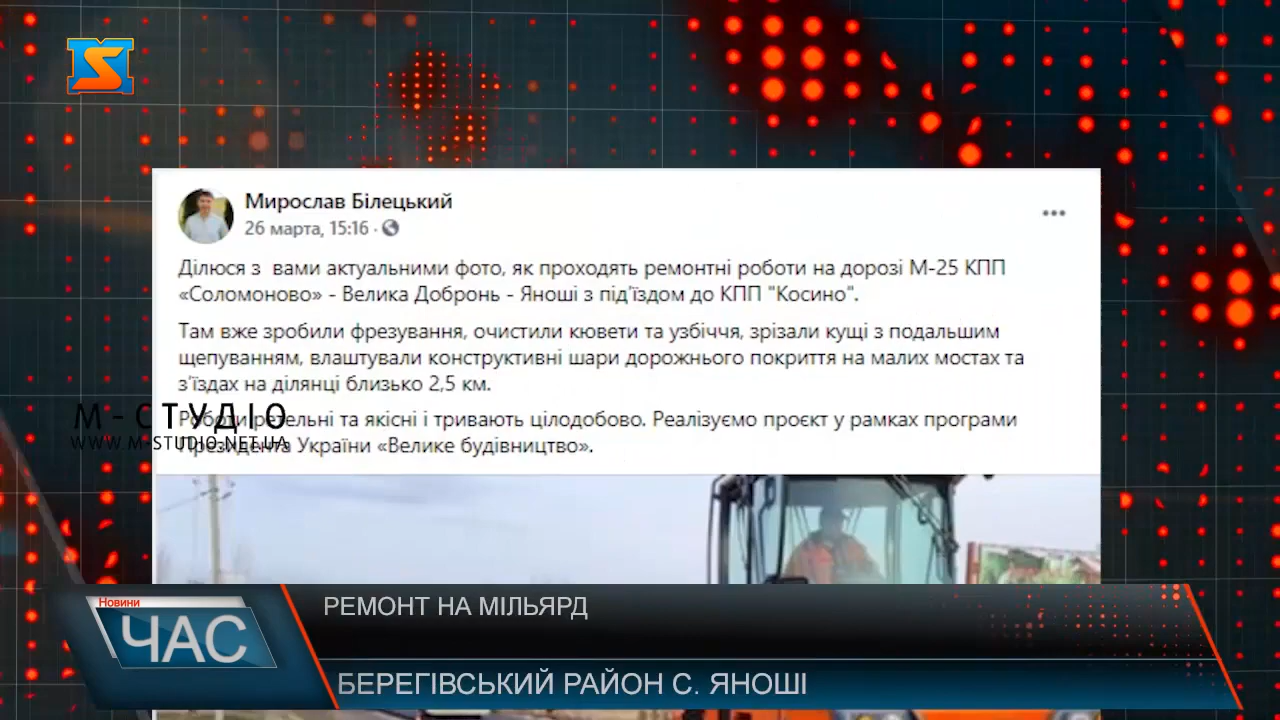 Мирослав Білецький
26 марта, 15:16 ·
Ділюся з вами актуальними фото, як проходять ремонтні роботи на дорозі М-25 КПП
«Соломоново» - Велика Добронь - Яноші з під'їздом до КПП "Косино".
Там вже зробили фрезування, очистили кювети та узбіччя, зрізали кущі з подальшим
щепуванням, влаштували конструктивні шари дорожнього покриття на малих мостах та
з'їздах на ділянці близько 2,5 км.
М-СТУДІО
та якісні і тривають цілодобово. Реалізуємо проєкт у рамках програми
WWW.M-STUDIO.NET.UA
України «Велике будівництво».
Новини
ЧАС
РЕМОНТ НА МІЛЬЯРД
БЕРЕГІВСЬКИЙ РАЙОН С. ЯНОШІ